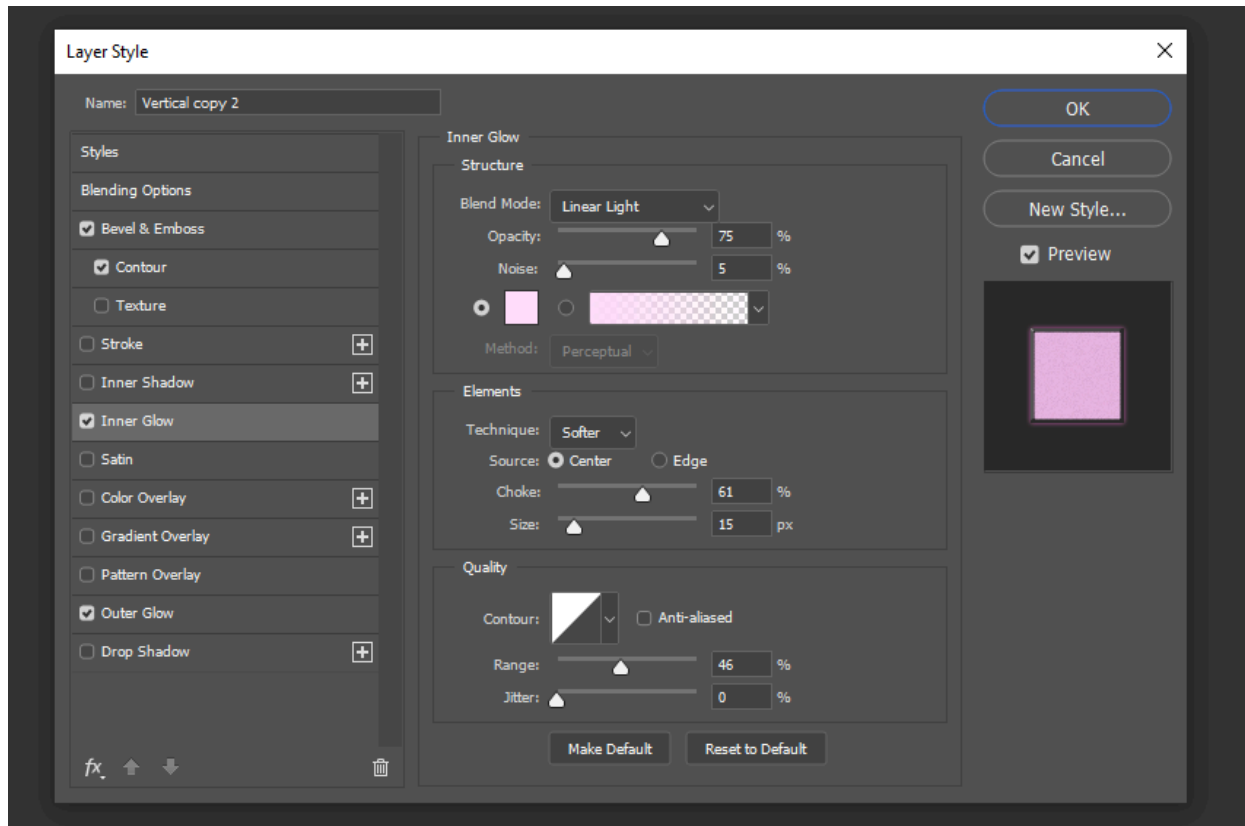 Layer Style
Name: Vertical copy 2
Styles
Blending Options
Bevel & Emboss
Contour
Texture
Stroke
Inner Shadow
Inner Glow
Satin
Color Overlay
Gradient Overlay
Pattern Overlay
Outer Glow
Drop Shadow
fx
Inner Glow
Structure
Blend Mode: Linear Light
Opacity: 75 %
Noise: 5 %
Method: Perceptual
Elements
Technique: Softer
Source: Center Edge
Choke: 61 %
Size: 15 px
Quality
Contour: Anti-aliased
Range: 46 %
Jitter: 0 %
Make Default Reset to Default
OK
Cancel
New Style...
Preview